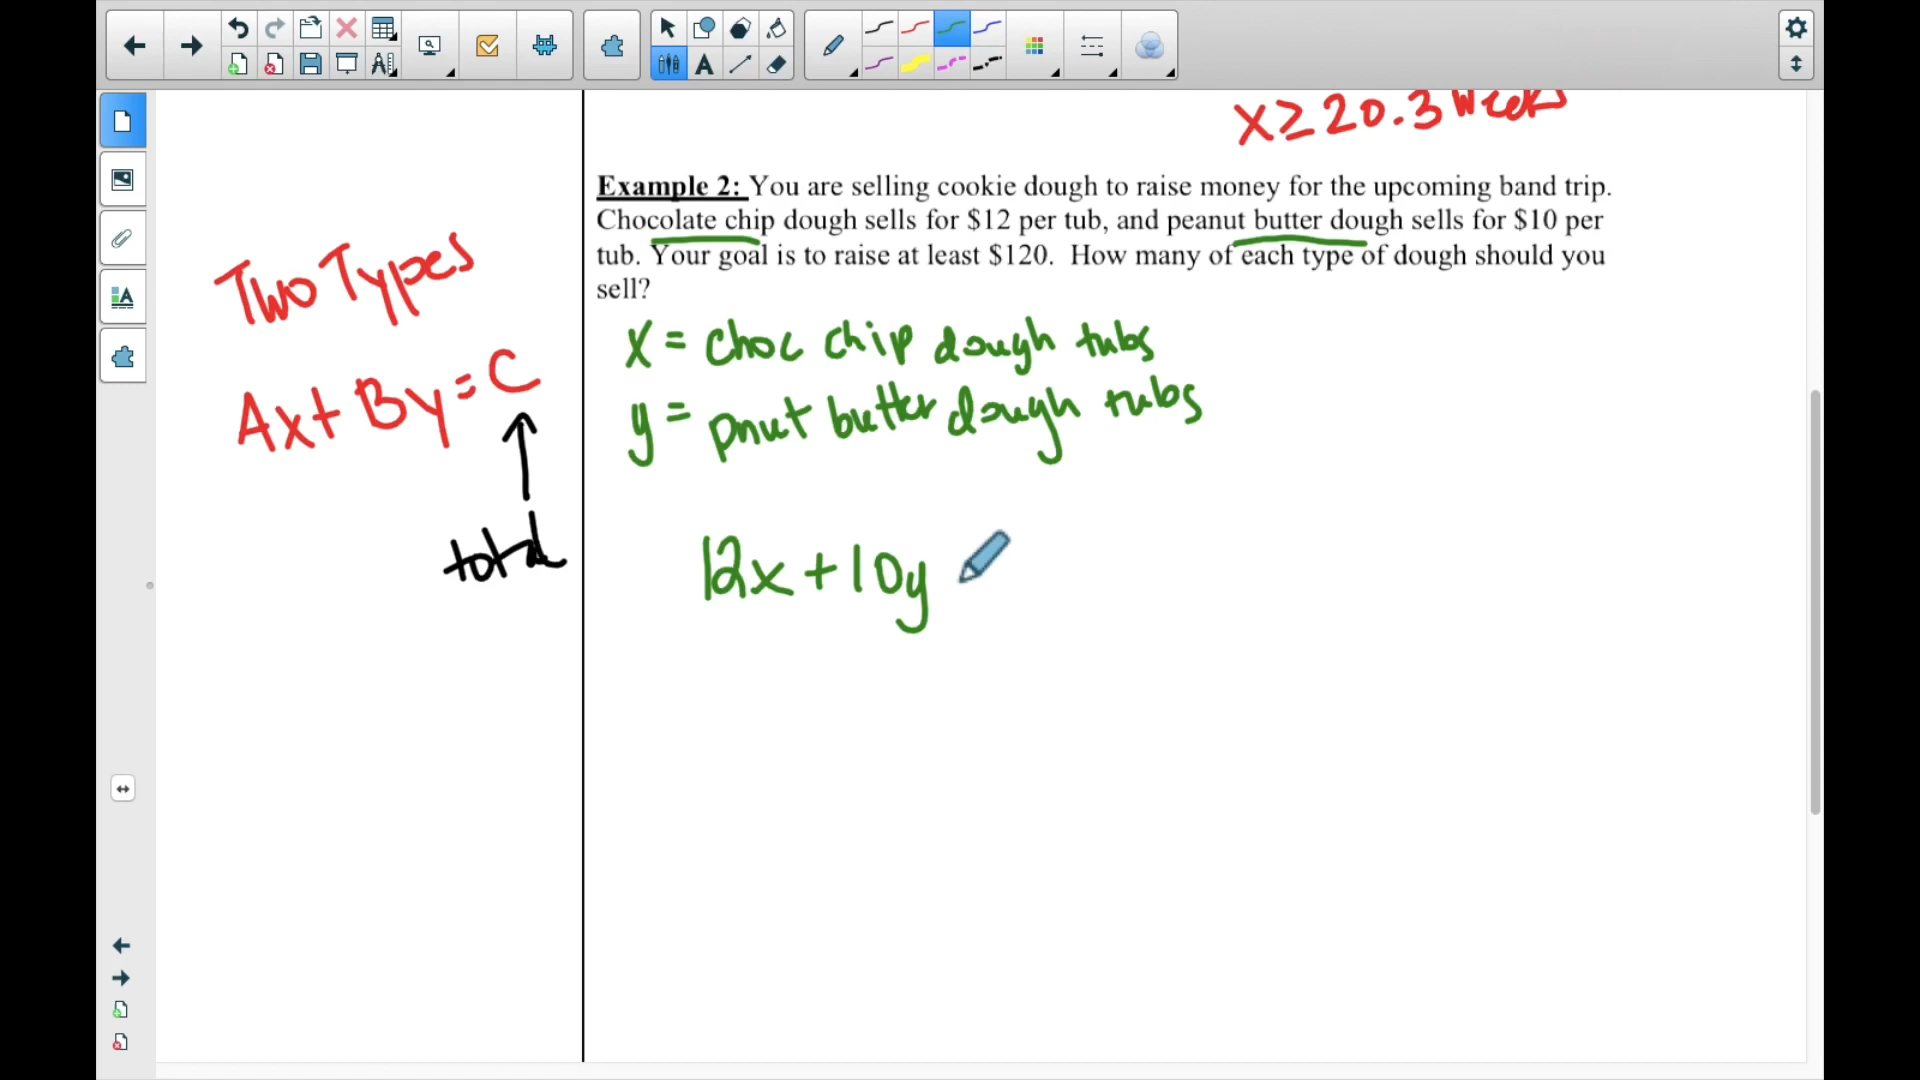 x ≥ 20.3 weeks
Example 2: You are selling cookie dough to raise money for the upcoming band trip.
Chocolate chip dough sells for $12 per tub, and peanut butter dough sells for $10 per
tub. Your goal is to raise at least $120. How many of each type of dough should you
sell?
Two Types
Ax + By = C
total
x = choc chip dough tubs
y = pnut butter dough tubs
12x + 10y